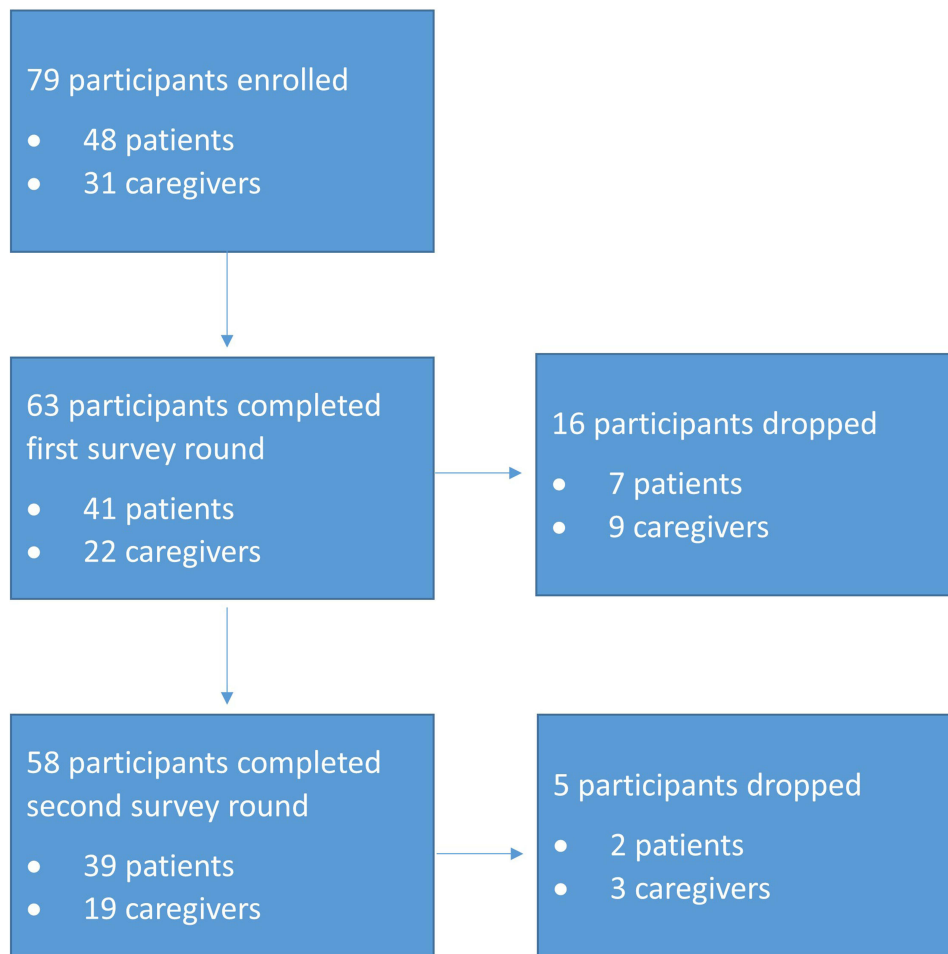 79 participants enrolled
• 48 patients
• 31 caregivers
63 participants completed
first survey round
• 41 patients
• 22 caregivers
16 participants dropped
• 7 patients
• 9 caregivers
58 participants completed
second survey round
• 39 patients
• 19 caregivers
5 participants dropped
• 2 patients
• 3 caregivers